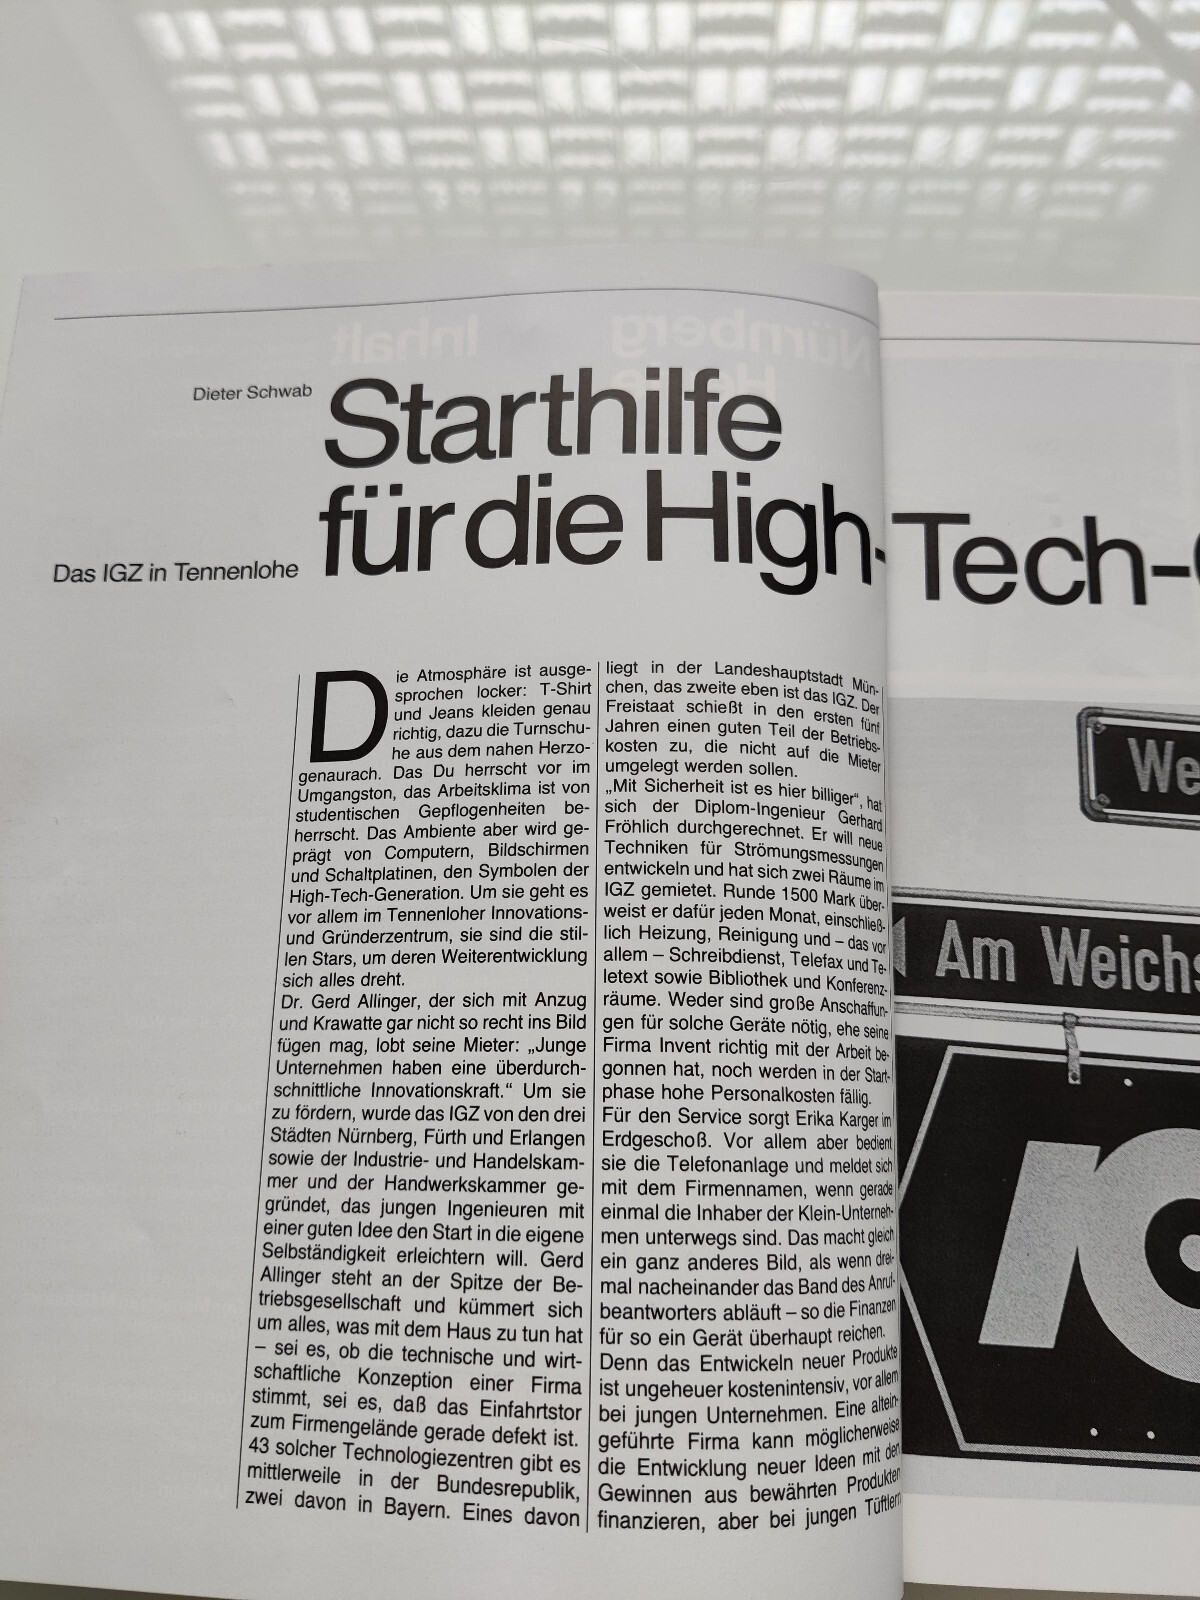 Dieter Schwab
Starthilfe
für die High-Tech-
Das IGZ in Tennenlohe
Die Atmosphäre ist ausge-
sprochen locker: T-Shirt
und Jeans kleiden genau
richtig, dazu die Turnschu-
he aus dem nahen Herzo-
genaurach. Das Du herrscht vor im
Umgangston, das Arbeitsklima ist von
studentischen Gepflogenheiten be-
herrscht. Das Ambiente aber wird ge-
prägt von Computern, Bildschirmen
und Schaltplatinen, den Symbolen der
High-Tech-Generation. Um sie geht es
vor allem im Tennenloher Innovations-
und Gründerzentrum, sie sind die stil-
len Stars, um deren Weiterentwicklung
sich alles dreht.
Dr. Gerd Allinger, der sich mit Anzug
und Krawatte gar nicht so recht ins Bild
fügen mag, lobt seine Mieter: „Junge
Unternehmen haben eine überdurch-
schnittliche Innovationskraft.“ Um sie
zu fördern, wurde das IGZ von den drei
Städten Nürnberg, Fürth und Erlangen
sowie der Industrie- und Handelskam-
mer und der Handwerkskammer ge-
gründet, das jungen Ingenieuren mit
einer guten Idee den Start in die eigene
Selbständigkeit erleichtern will. Gerd
Allinger steht an der Spitze der Be-
triebsgesellschaft und kümmert sich
um alles, was mit dem Haus zu tun hat
– sei es, ob die technische und wirt-
schaftliche Konzeption einer Firma
stimmt, sei es, daß das Einfahrtstor
zum Firmengelände gerade defekt ist.
43 solcher Technologiezentren gibt es
mittlerweile in der Bundesrepublik,
zwei davon in Bayern. Eines davon
liegt in der Landeshauptstadt Mün-
chen, das zweite eben ist das IGZ. Der
Freistaat schießt in den ersten fünf
Jahren einen guten Teil der Betriebs-
kosten zu, die nicht auf die Mieter
umgelegt werden sollen.
„Mit Sicherheit ist es hier billiger“, hat
sich der Diplom-Ingenieur Gerhard
Fröhlich durchgerechnet. Er will neue
Techniken für Strömungsmessungen
entwickeln und hat sich zwei Räume im
IGZ gemietet. Runde 1500 Mark über-
weist er dafür jeden Monat, einschließ-
lich Heizung, Reinigung und – das vor
allem – Schreibdienst, Telefax und Te-
letext sowie Bibliothek und Konferenz-
räume. Weder sind große Anschaffun-
gen für solche Geräte nötig, ehe seine
Firma Invent richtig mit der Arbeit be-
gonnen hat, noch werden in der Start-
phase hohe Personalkosten fällig.
Für den Service sorgt Erika Karger im
Erdgeschoß. Vor allem aber bedient
sie die Telefonanlage und meldet sich
mit dem Firmennamen, wenn gerade
einmal die Inhaber der Klein-Unterneh-
men unterwegs sind. Das macht gleich
ein ganz anderes Bild, als wenn drei-
mal nacheinander das Band des Anruf-
beantworters abläuft – so die Finanzen
für so ein Gerät überhaupt reichen.
Denn das Entwickeln neuer Produkte
ist ungeheuer kostenintensiv, vor allem
bei jungen Unternehmen. Eine altein-
geführte Firma kann möglicherweise
die Entwicklung neuer Ideen mit den
Gewinnen aus bewährten Produkten
finanzieren, aber bei jungen Tüftlern
We
Am Weichs